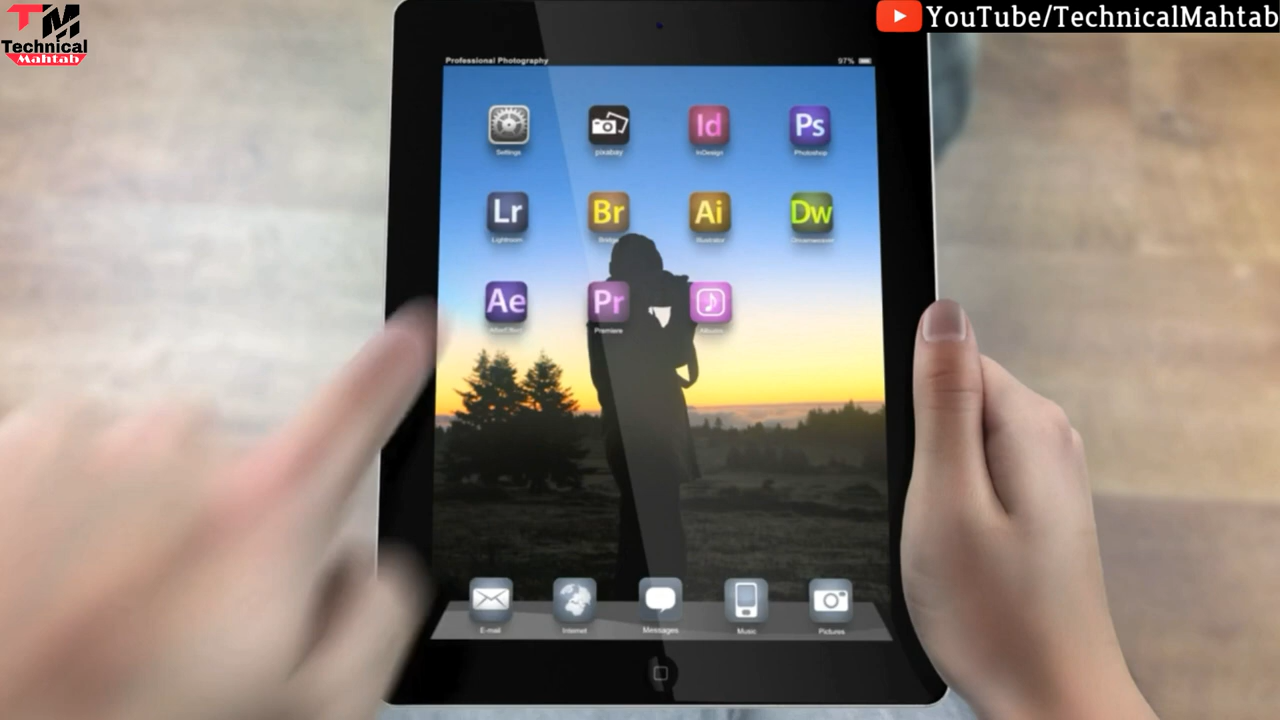 TM
Technical
Mahtab
YouTube/TechnicalMahtab
Professional Photography
97%
Settings
pixabay
Id
InDesign
Ps
Photoshop
Lr
Lightroom
Br
Bridge
Ai
Illustrator
Dw
Dreamweaver
Ae
Pr
Premiere
Albums
E-mail
Internet
Messages
Music
Pictures